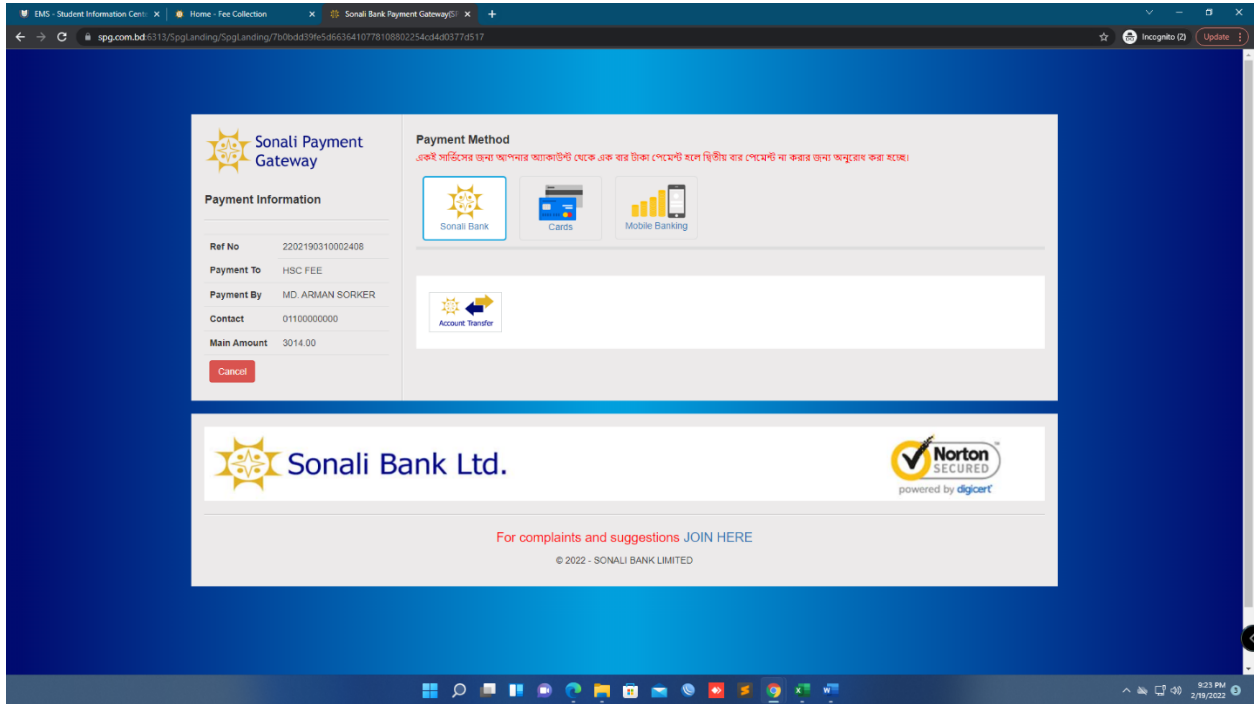 EMS - Student Information Cent
Home - Fee Collection
Sonali Bank Payment Gateway(S
spg.com.bd:6313/SpgLanding/SpgLanding/7b0bdd39fe5d6636410778108802254cd4d0377d517
Incognito (2)
Update
Sonali Payment
Gateway
Payment Information
Ref No 2202190310002408
Payment To HSC FEE
Payment By MD. ARMAN SORKER
Contact 01100000000
Main Amount 3014.00
Cancel
Payment Method
একই সার্ভিসের জন্য আপনার অ্যাকাউন্ট থেকে এক বার টাকা পেমেন্ট হলে দ্বিতীয় বার পেমেন্ট না করার জন্য অনুরোধ করা হচ্ছে।
Sonali Bank
Cards
Mobile Banking
Account Transfer
Sonali Bank Ltd.
Norton
SECURED
powered by digicert
For complaints and suggestions JOIN HERE
© 2022 - SONALI BANK LIMITED
9:23 PM
2/19/2022